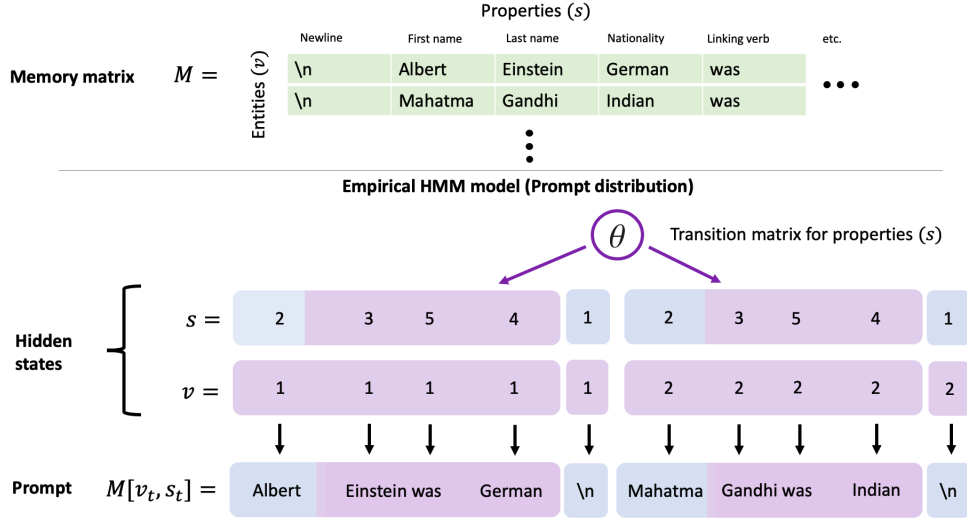 Properties (s)
Newline First name Last name Nationality Linking verb etc.
Memory matrix M = Entities (v)
\n Albert Einstein German was
\n Mahatma Gandhi Indian was
Empirical HMM model (Prompt distribution)
θ Transition matrix for properties (s)
Hidden states
s = 2 3 5 4 1 2 3 5 4 1
v = 1 1 1 1 1 2 2 2 2 2
Prompt M[vₜ, sₜ] = Albert Einstein was German \n Mahatma Gandhi was Indian \n